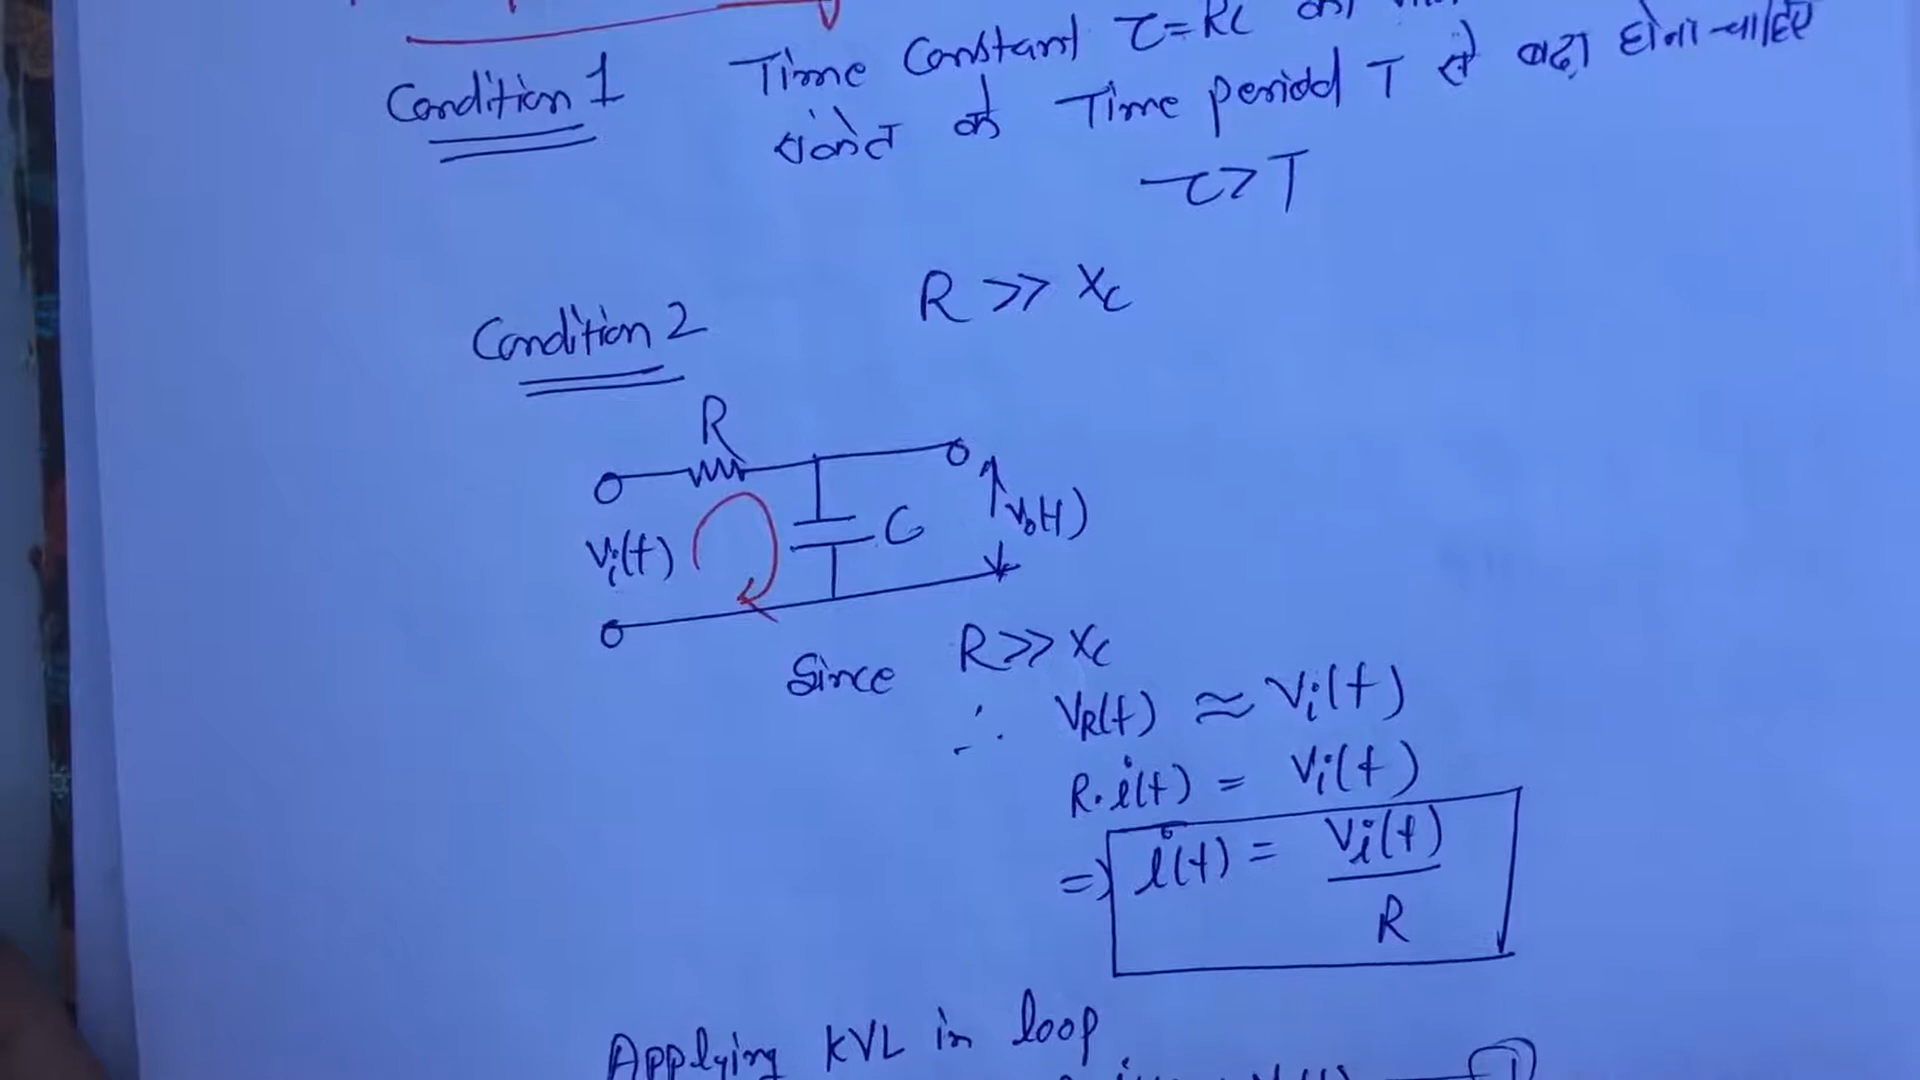 Condition 1 Time Constant τ=RC का
संकेत के Time period T से बड़ा होना चाहिए
τ>T
Condition 2 R >> Xc
R
Vi(t) C Vo(t)
Since R>>Xc
∴ VR(t) ≈ Vi(t)
R.i(t) = Vi(t)
=> i(t) = Vi(t)
R
Applying KVL in loop